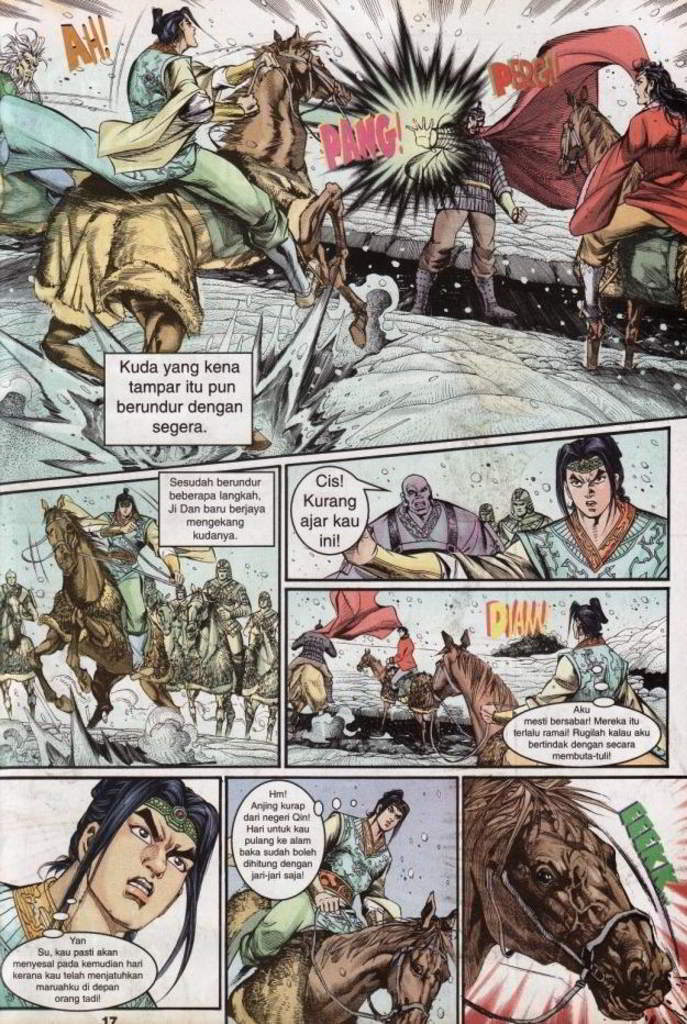 AH!
PANG!
PEDEH!
Kuda yang kena
tampar itu pun
berundur dengan
segera.
Sesudah berundur
beberapa langkah,
Ji Dan baru berjaya
mengekang
kudanya.
Cis!
Kurang
ajar kau
ini!
DIAM!
Aku
mesti bersabar! Mereka itu
terlalu ramai! Rugilah kalau aku
bertindak dengan secara
membuta-tuli!
Yan
Su, kau pasti akan
menyesal pada kemudian hari
kerana kau telah menjatuhkan
maruahku di depan
orang tadi!
Hm!
Anjing kurap
dari negeri Qin!
Hari untuk kau
pulang ke alam
baka sudah boleh
dihitung dengan
jari-jari saja!
EEEKK
17